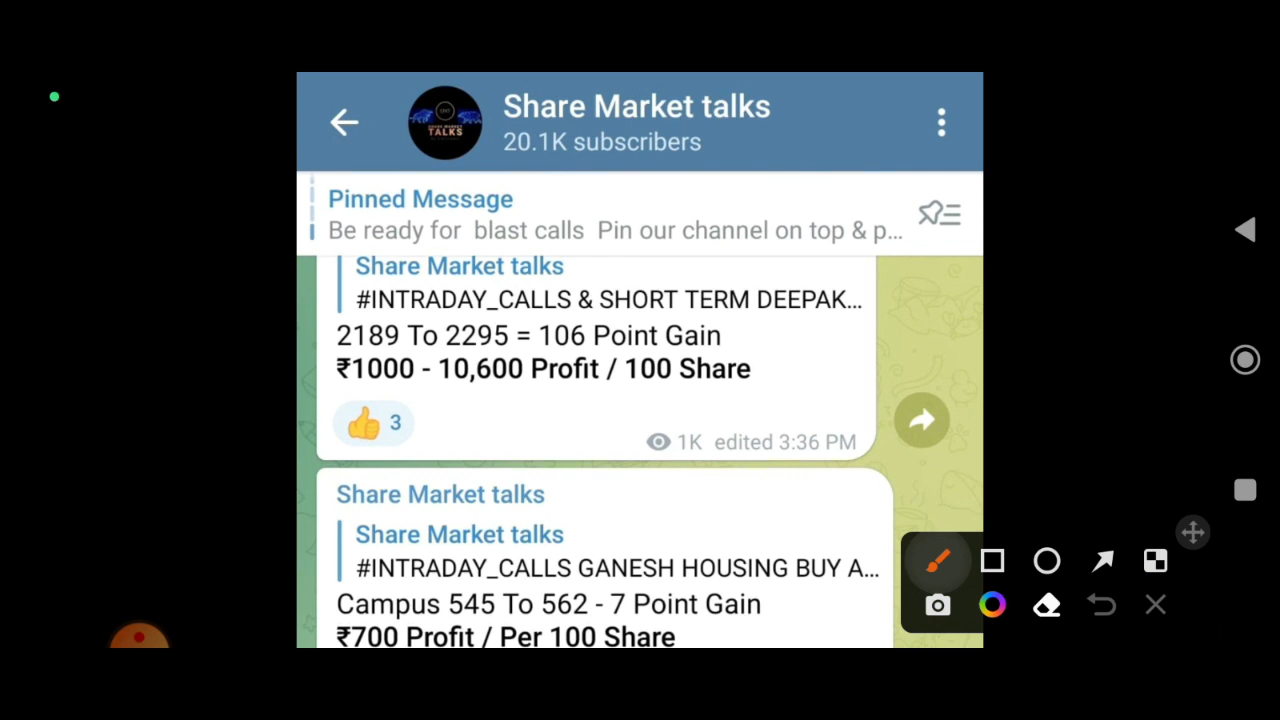 Share Market talks
20.1K subscribers
Pinned Message
Be ready for blast calls Pin our channel on top & p...
Share Market talks
#INTRADAY_CALLS & SHORT TERM DEEPAK...
2189 To 2295 = 106 Point Gain
₹1000 - 10,600 Profit / 100 Share
👍 3
1K edited 3:36 PM
Share Market talks
Share Market talks
#INTRADAY_CALLS GANESH HOUSING BUY A...
Campus 545 To 562 - 7 Point Gain
₹700 Profit / Per 100 Share